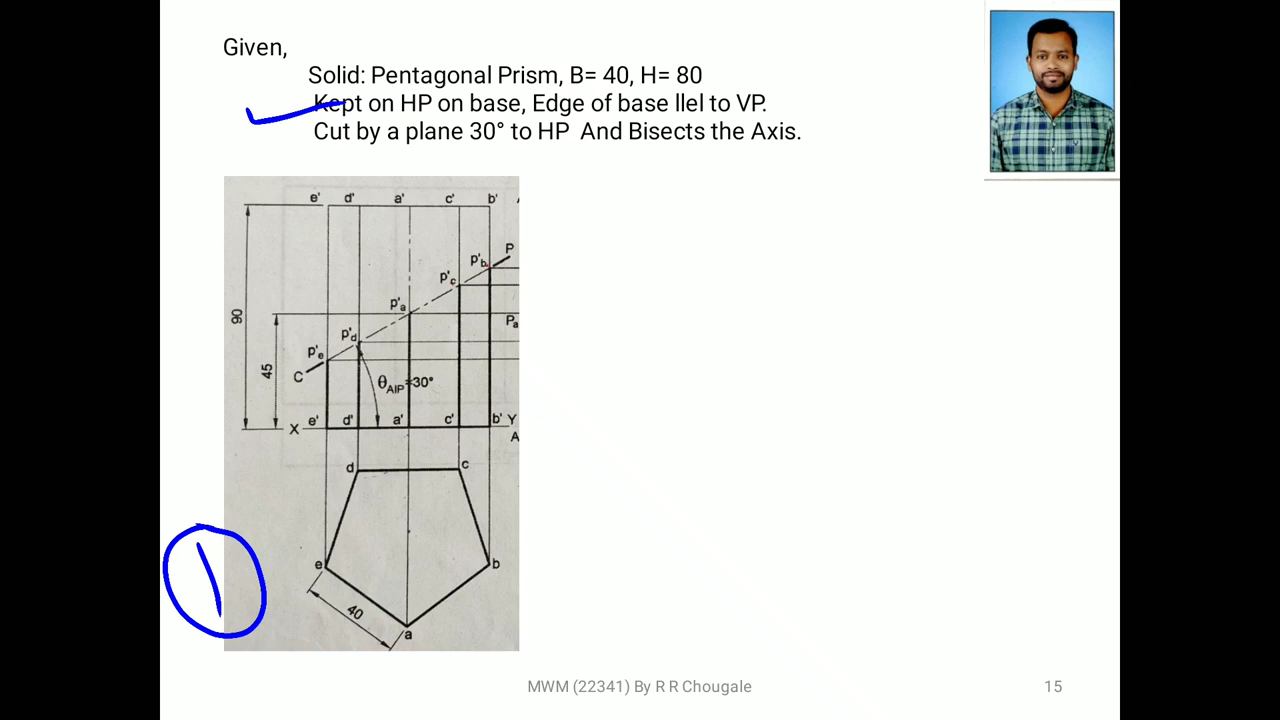 Given,
Solid: Pentagonal Prism, B= 40, H= 80
Kept on HP on base, Edge of base llel to VP.
Cut by a plane 30° to HP And Bisects the Axis.
e' d' a' c' b'
P
p'b
p'c
p'a
90
Pa
p'd
p'e
45
C
θAIP=30°
X e' d' a' c' b' Y
A
d c
e b
40
a
1
MWM (22341) By R R Chougale 15